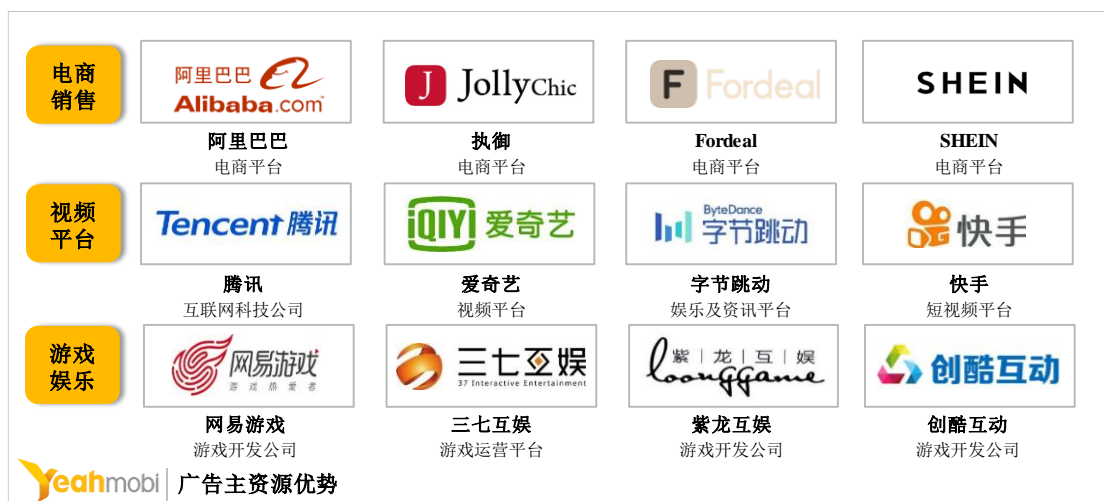 电商
销售
阿里巴巴
Alibaba.com
J JollyChic
F Fordeal
SHEIN
阿里巴巴
执御
Fordeal
SHEIN
电商平台
电商平台
电商平台
电商平台
视频
平台
Tencent 腾讯
iQIYI 爱奇艺
ByteDance
字节跳动
快手
腾讯
爱奇艺
字节跳动
快手
互联网科技公司
视频平台
娱乐及资讯平台
短视频平台
游戏
娱乐
网易游戏
游戏热爱者
三七互娱
37 Interactive Entertainment
紫|龙|互|娱
loonggame
创酷互动
网易游戏
三七互娱
紫龙互娱
创酷互动
游戏开发公司
游戏运营平台
游戏开发公司
游戏开发公司
Yeahmobi
广告主资源优势